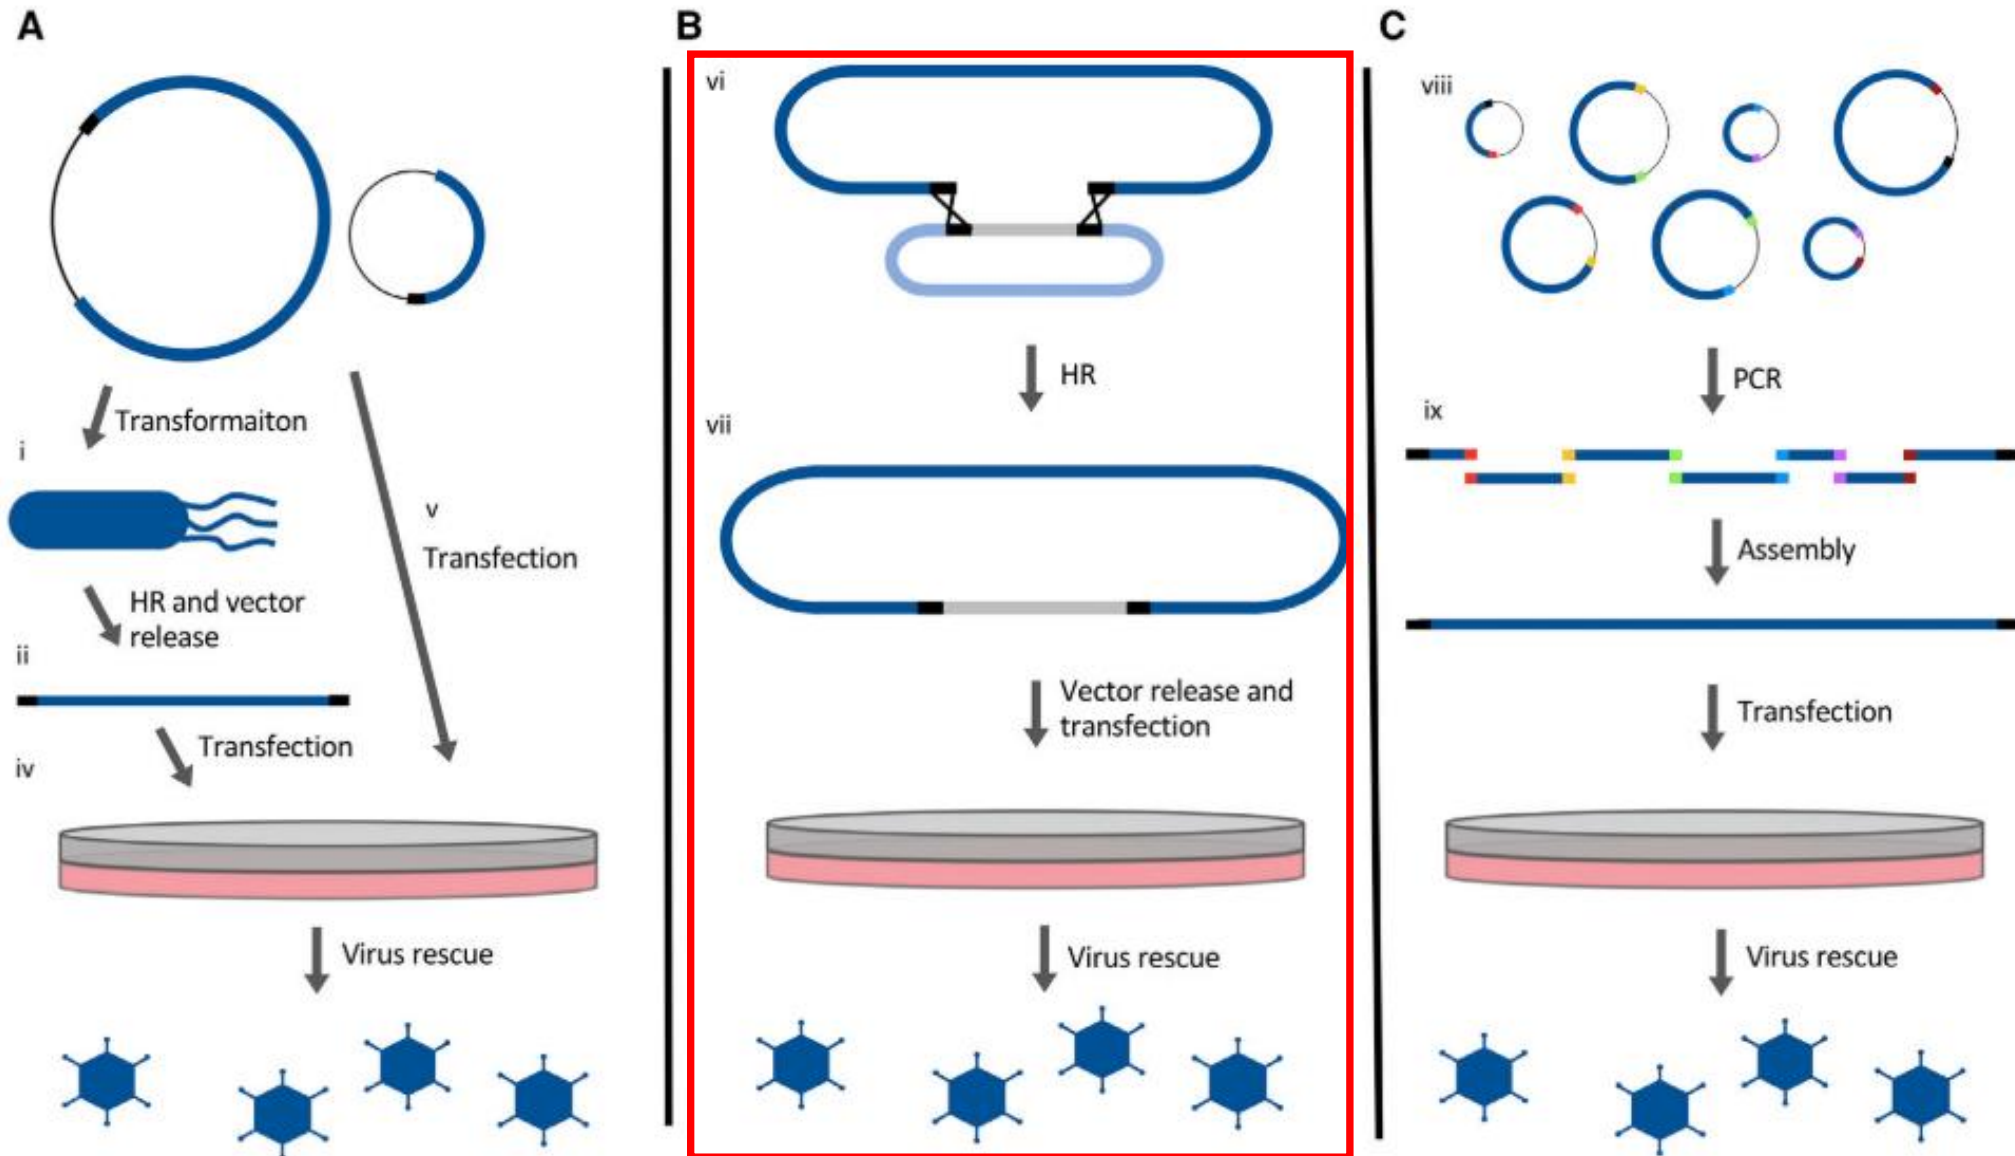 A
Transformaiton
i
HR and vector
release
ii
Transfection
iv
v
Transfection
Virus rescue
B
vi
HR
vii
Vector release and
transfection
Virus rescue
C
viii
PCR
ix
Assembly
Transfection
Virus rescue